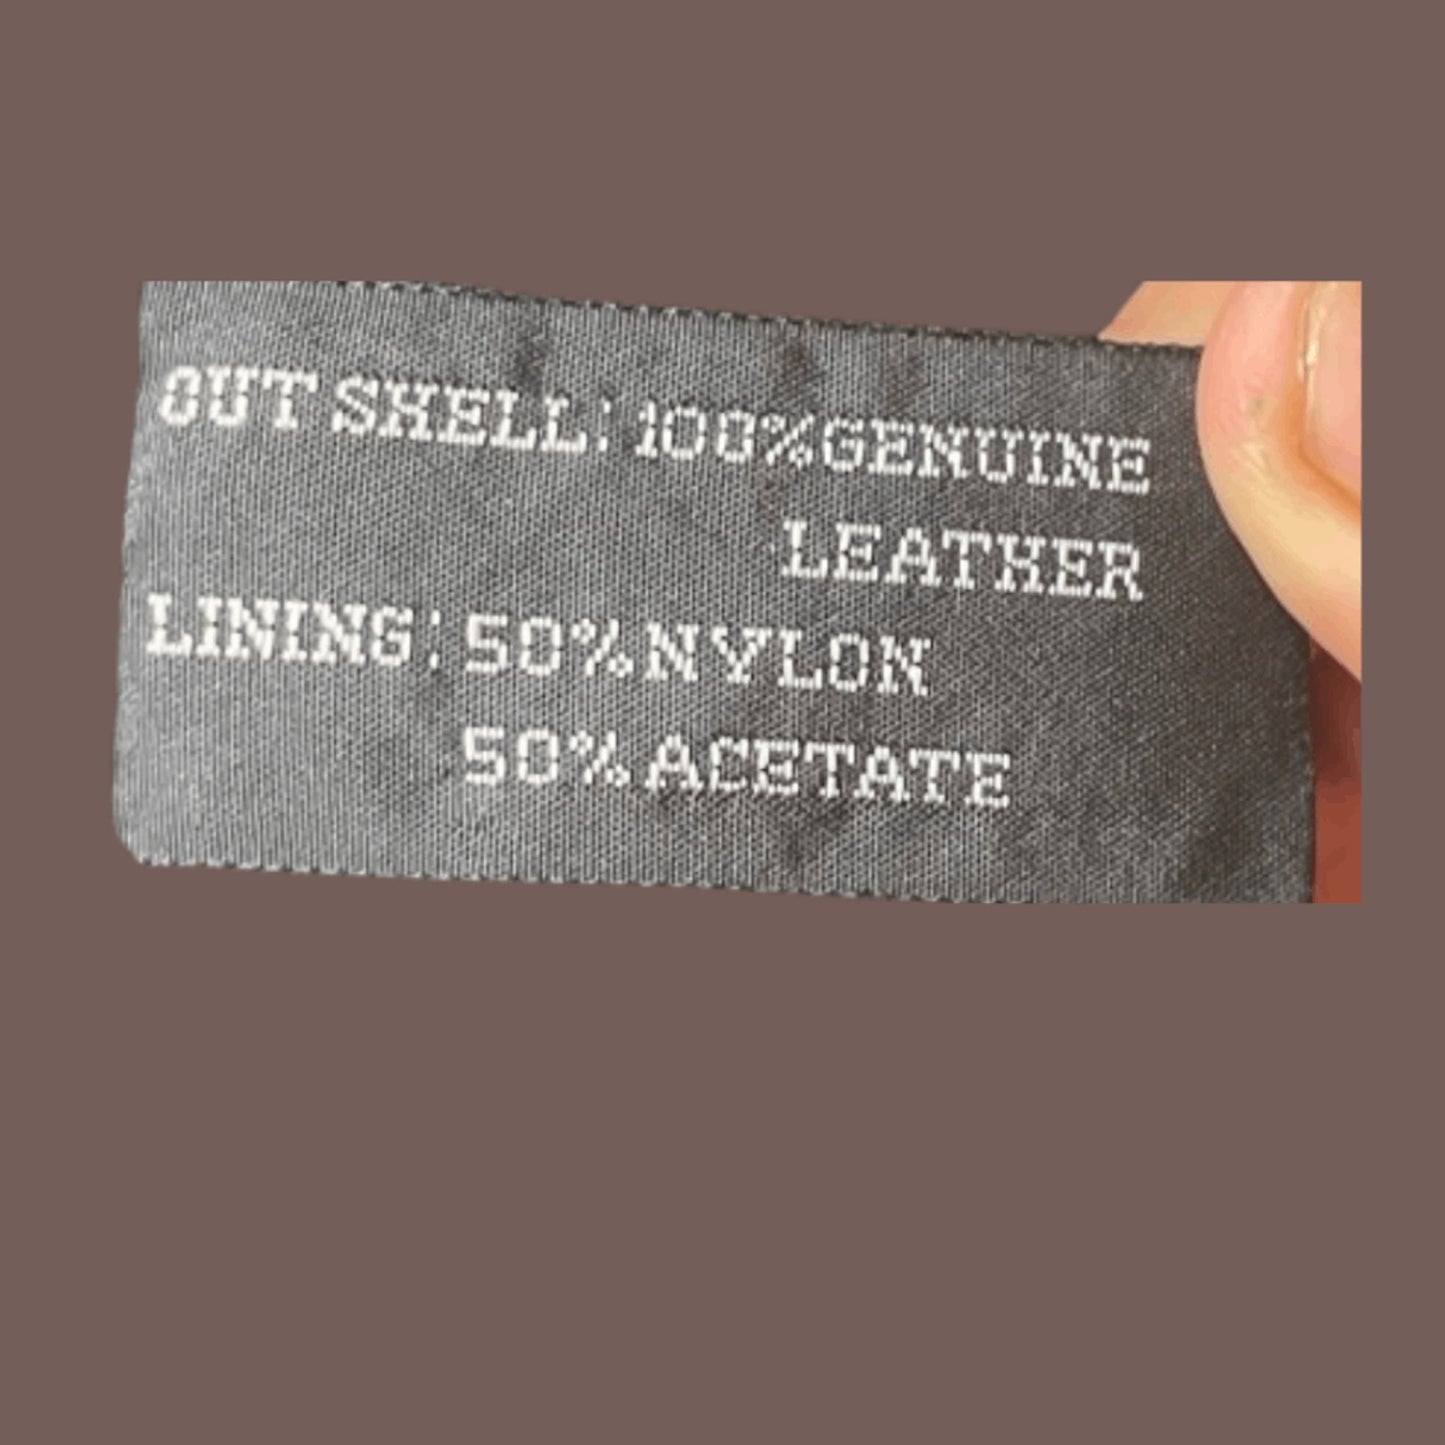 OUT SHELL: 100%GENUINE
LEATHER
LINING: 50%NYLON
50%ACETATE